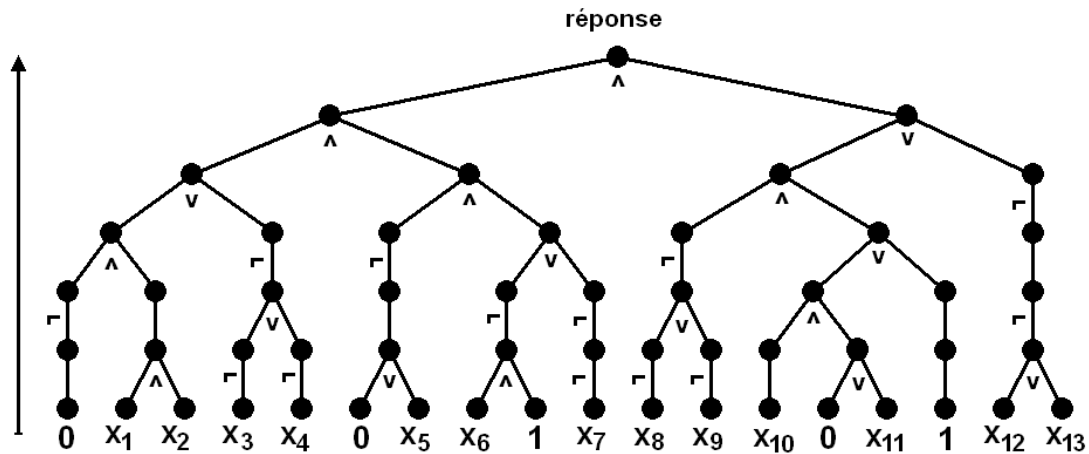 réponse
∧
∧ ∨
∨ ∧ ∧ ¬
∧ ¬ ¬ ∨ ¬ ∨
¬ ∨ ¬ ¬ ∨ ∧ ¬
∧ ¬ ¬ ∨ ∧ ¬ ¬ ¬ ∨ ∨
0 x1 x2 x3 x4 0 x5 x6 1 x7 x8 x9 x10 0 x11 1 x12 x13